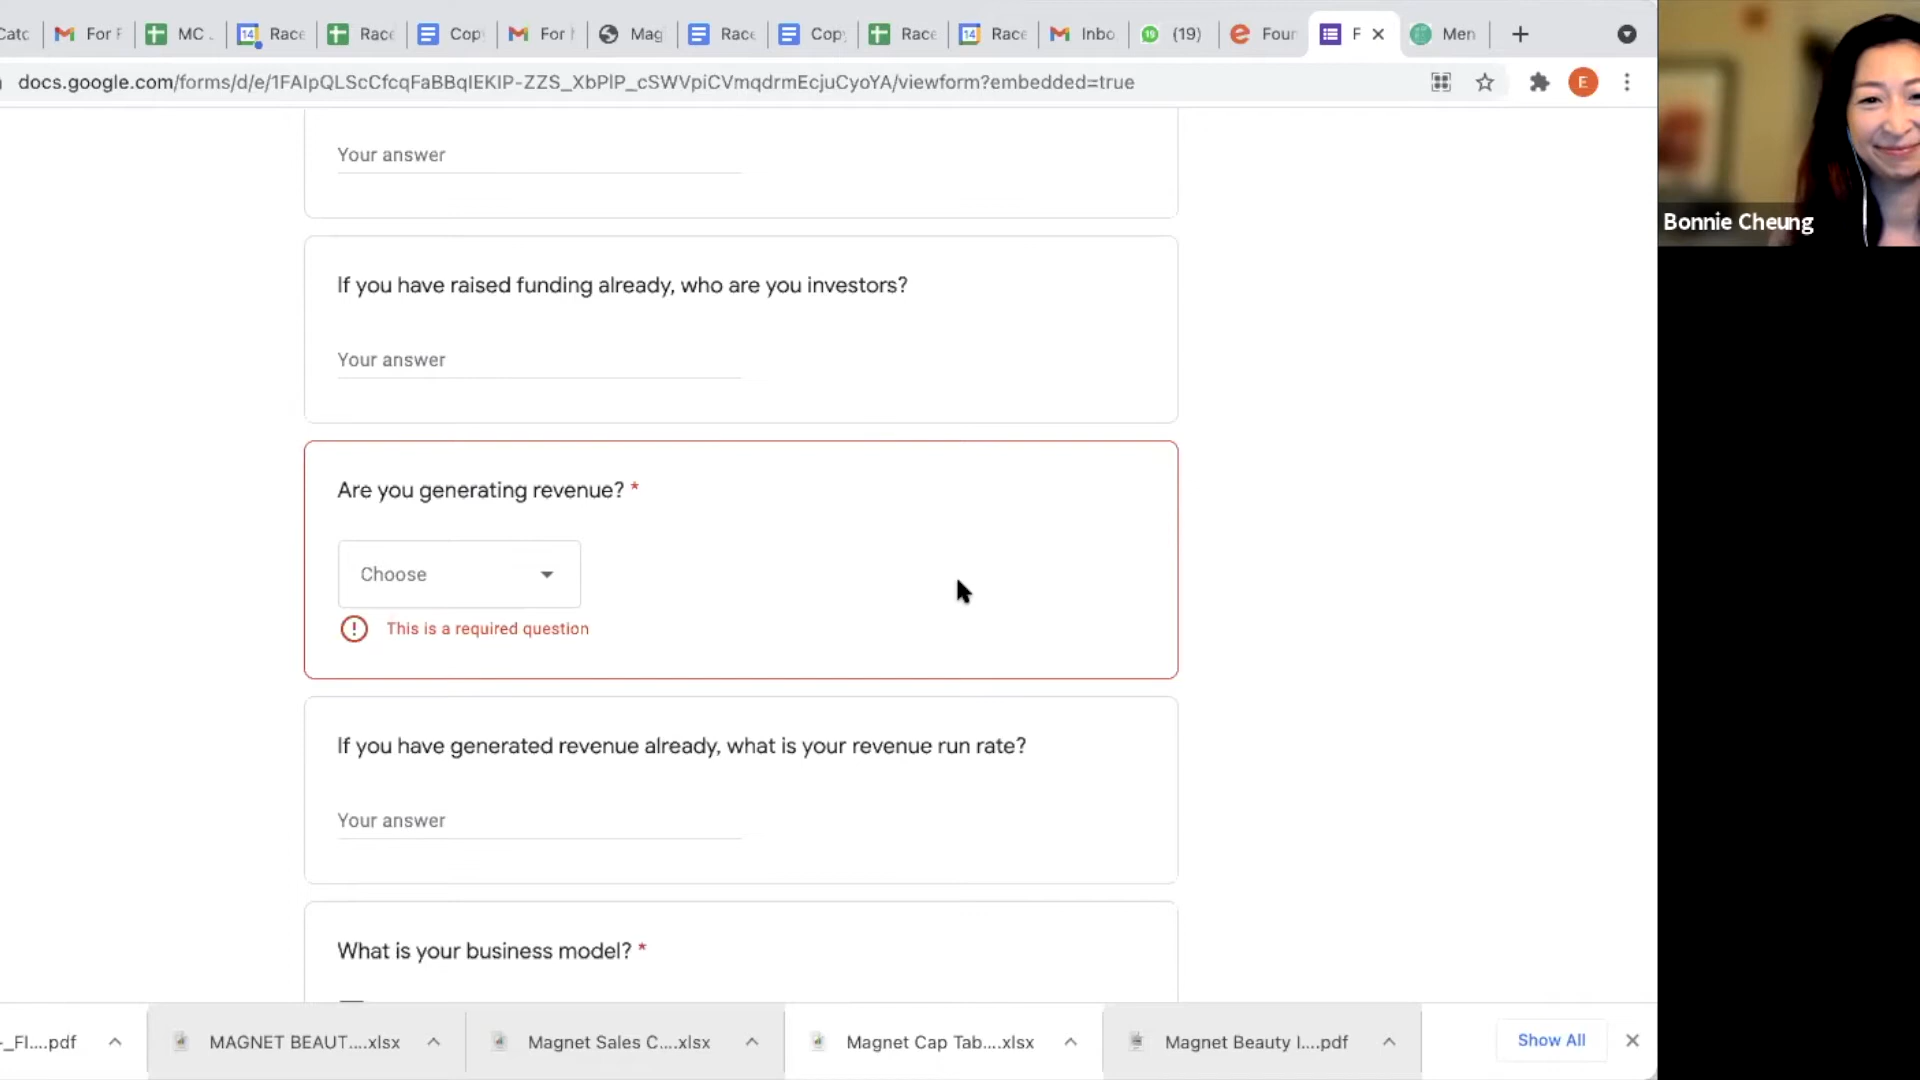 Catc
For F
MC
14
Race
Race
Cop
For
Mag
Race
Cop
Race
14
Race
Inbo
19
(19)
Four
F
Men
docs.google.com/forms/d/e/1FAIpQLScCfcqFaBBqIEKIP-ZZS_XbPlP_cSWVpiCVmqdrmEcjuCyoYA/viewform?embedded=true
E
Your answer
Bonnie Cheung
If you have raised funding already, who are you investors?
Your answer
Are you generating revenue? *
Choose
This is a required question
If you have generated revenue already, what is your revenue run rate?
Your answer
What is your business model? *
-_FI....pdf
MAGNET BEAUT....xlsx
Magnet Sales C....xlsx
Magnet Cap Tab....xlsx
Magnet Beauty I....pdf
Show All